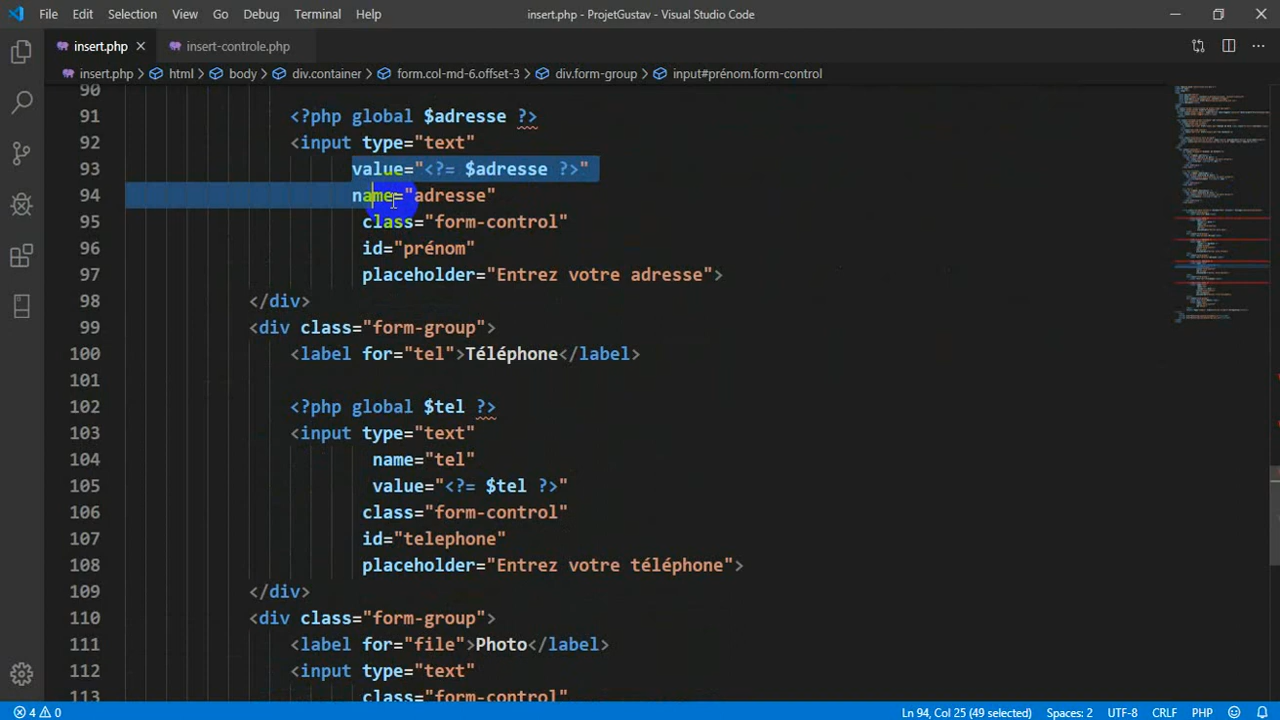 File Edit Selection View Go Debug Terminal Help insert.php - ProjetGustav - Visual Studio Code
insert.php insert-controle.php
insert.php > html > body > div.container > form.col-md-6.offset-3 > div.form-group > input#prénom.form-control
90
91 <?php global $adresse ?>
92 <input type="text"
93 value="<?= $adresse ?>"
94 name="adresse"
95 class="form-control"
96 id="prénom"
97 placeholder="Entrez votre adresse">
98 </div>
99 <div class="form-group">
100 <label for="tel">Téléphone</label>
101
102 <?php global $tel ?>
103 <input type="text"
104 name="tel"
105 value="<?= $tel ?>"
106 class="form-control"
107 id="telephone"
108 placeholder="Entrez votre téléphone">
109 </div>
110 <div class="form-group">
111 <label for="file">Photo</label>
112 <input type="text"
113 class="form-control"
4 0 Ln 94, Col 25 (49 selected) Spaces: 2 UTF-8 CRLF PHP